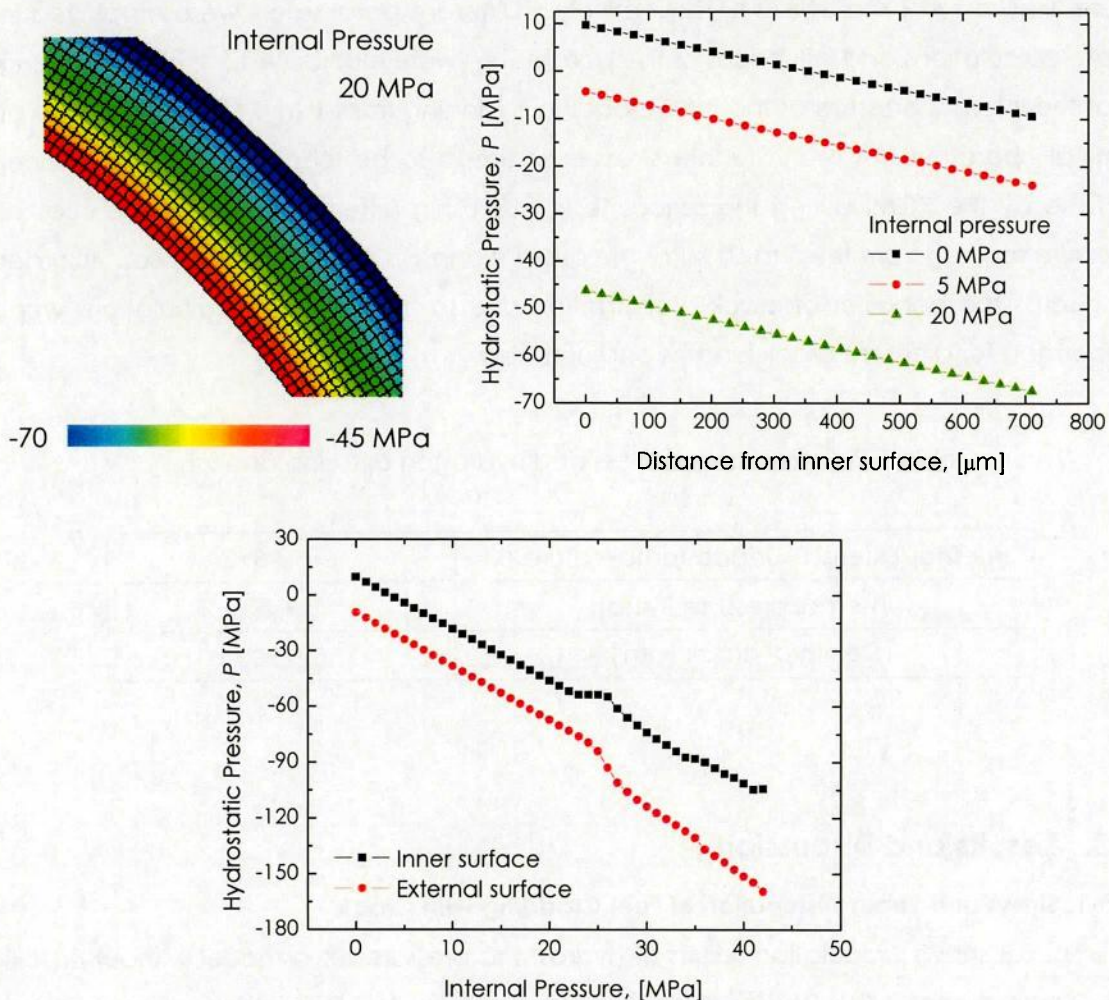 Internal Pressure
20 MPa
-70
-45 MPa
10
0
-10
-20
-30
-40
-50
-60
-70
Hydrostatic Pressure, P [MPa]
Internal pressure
0 MPa
5 MPa
20 MPa
0 100 200 300 400 500 600 700 800
Distance from inner surface, [μm]
30
0
-30
-60
-90
-120
-150
-180
Hydrostatic Pressure, P [MPa]
Inner surface
External surface
0 10 20 30 40 50
Internal Pressure, [MPa]